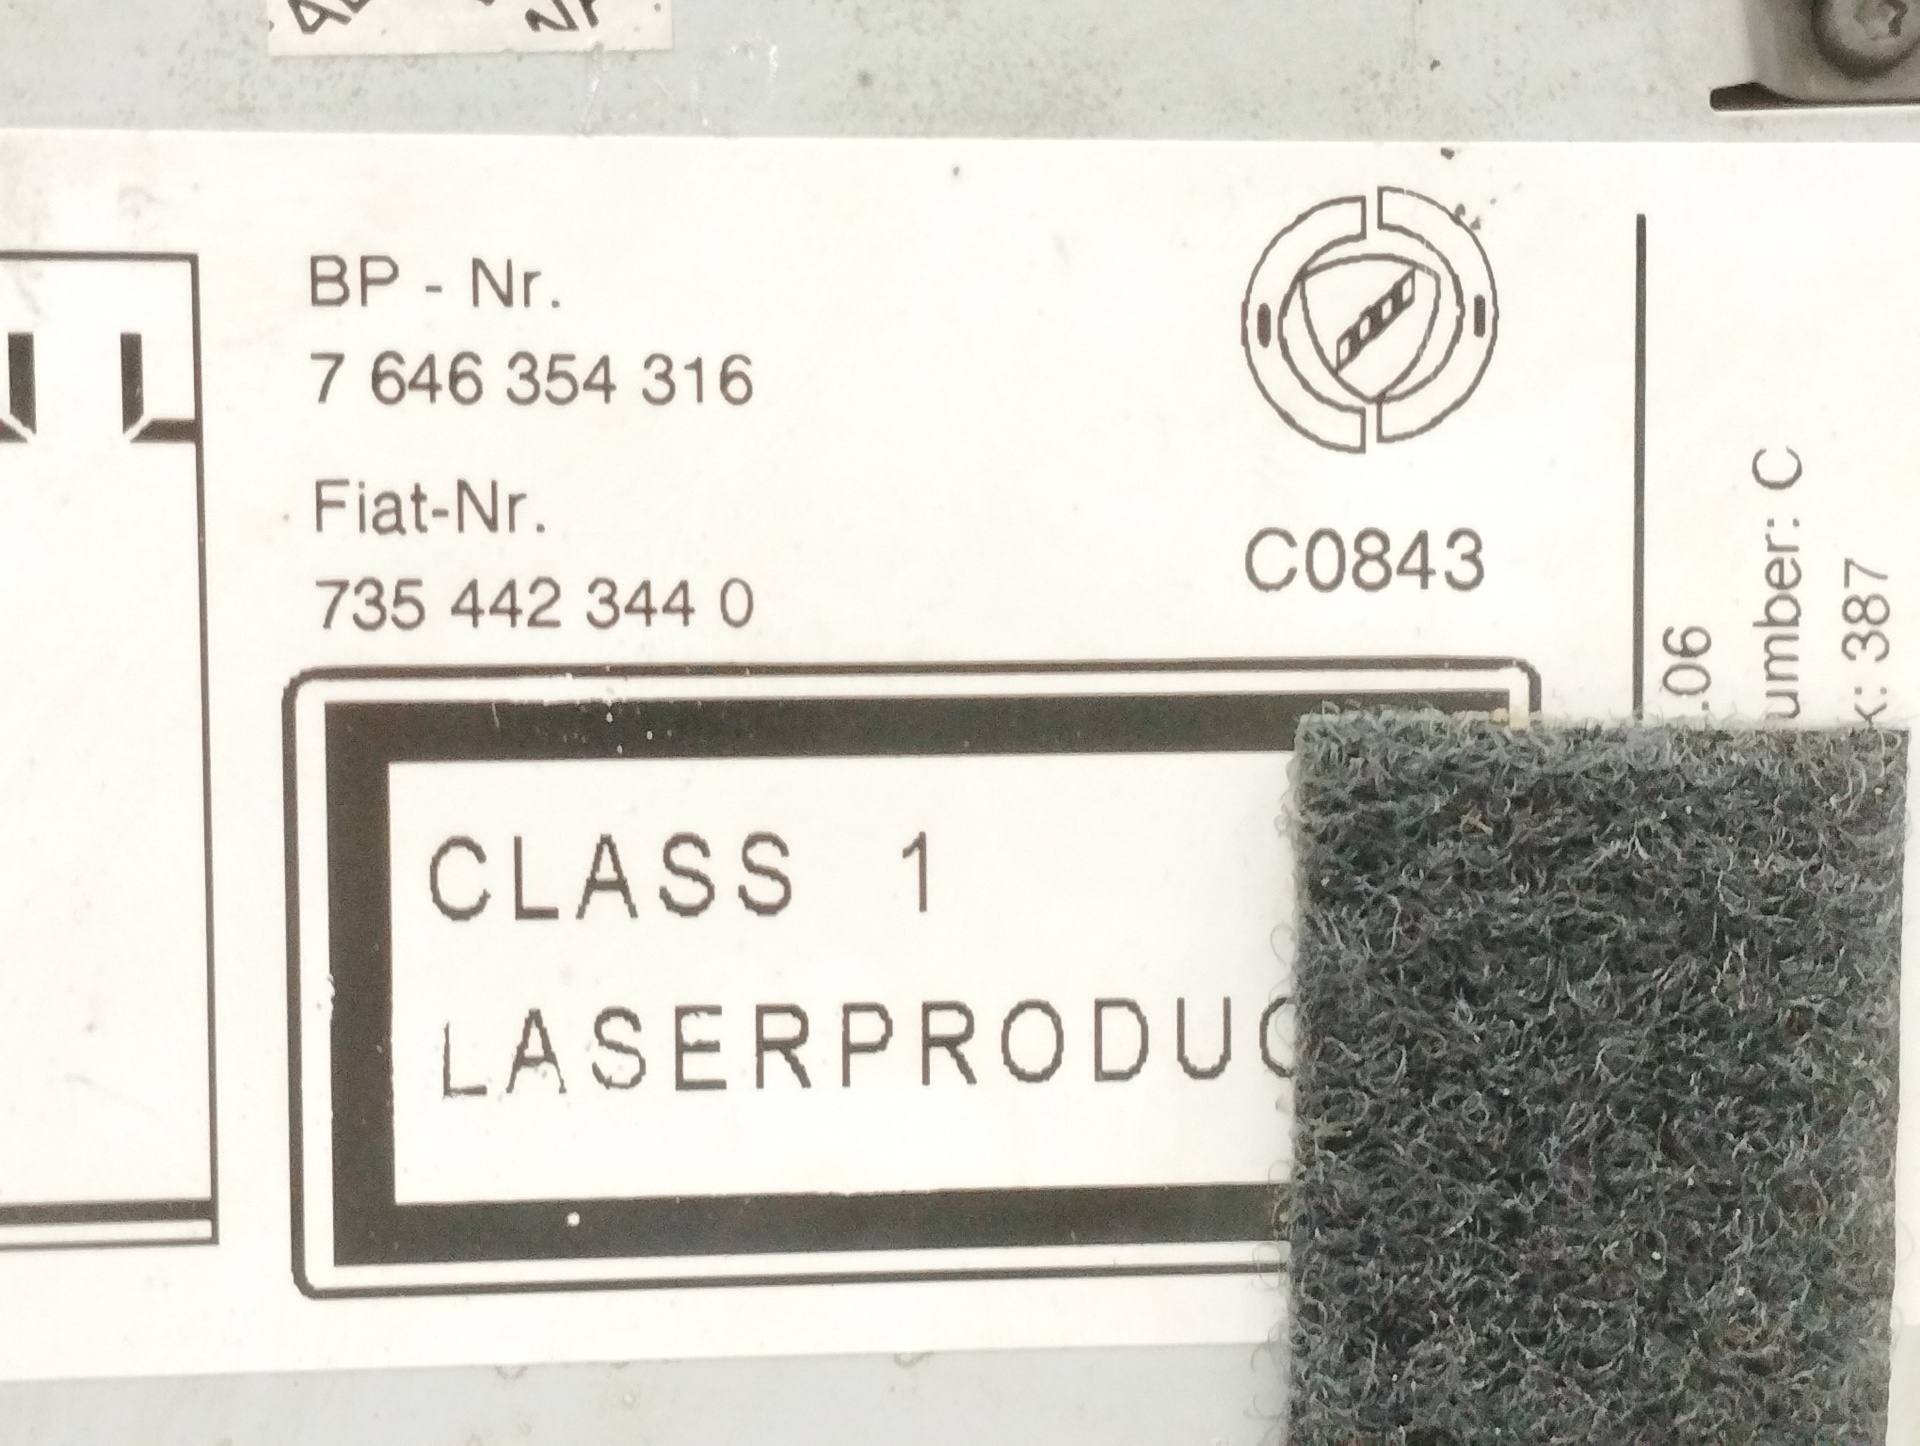 BP - Nr.
7 646 354 316
Fiat-Nr.
735 442 344 0
C0843
CLASS 1
LASERPRODUC
.06
umber: C
x: 387